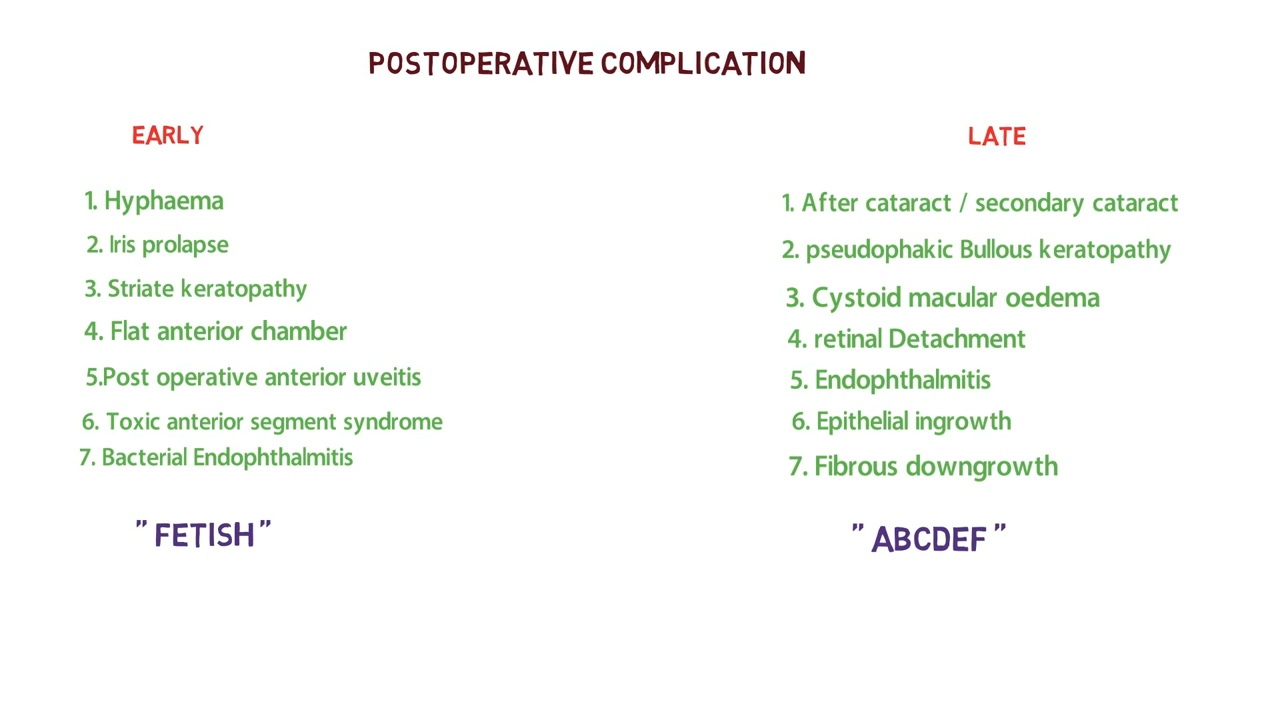 POSTOPERATIVE COMPLICATION
EARLY
1. Hyphaema
2. Iris prolapse
3. Striate keratopathy
4. Flat anterior chamber
5.Post operative anterior uveitis
6. Toxic anterior segment syndrome
7. Bacterial Endophthalmitis
" FETISH "
LATE
1. After cataract / secondary cataract
2. pseudophakic Bullous keratopathy
3. Cystoid macular oedema
4. retinal Detachment
5. Endophthalmitis
6. Epithelial ingrowth
7. Fibrous downgrowth
" ABCDEF "